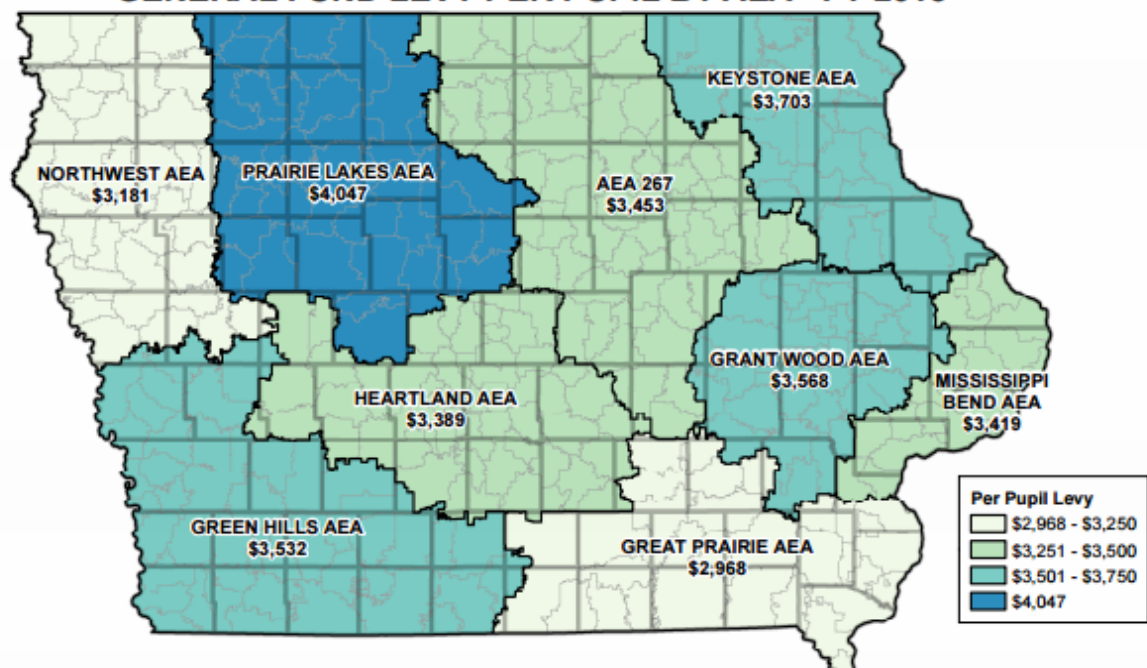 KEYSTONE AEA
$3,703
NORTHWEST AEA
$3,181
PRAIRIE LAKES AEA
$4,047
AEA 267
$3,453
GRANT WOOD AEA
$3,568
MISSISSIPPI
BEND AEA
$3,419
HEARTLAND AEA
$3,389
GREEN HILLS AEA
$3,532
GREAT PRAIRIE AEA
$2,968
Per Pupil Levy
$2,968 - $3,250
$3,251 - $3,500
$3,501 - $3,750
$4,047